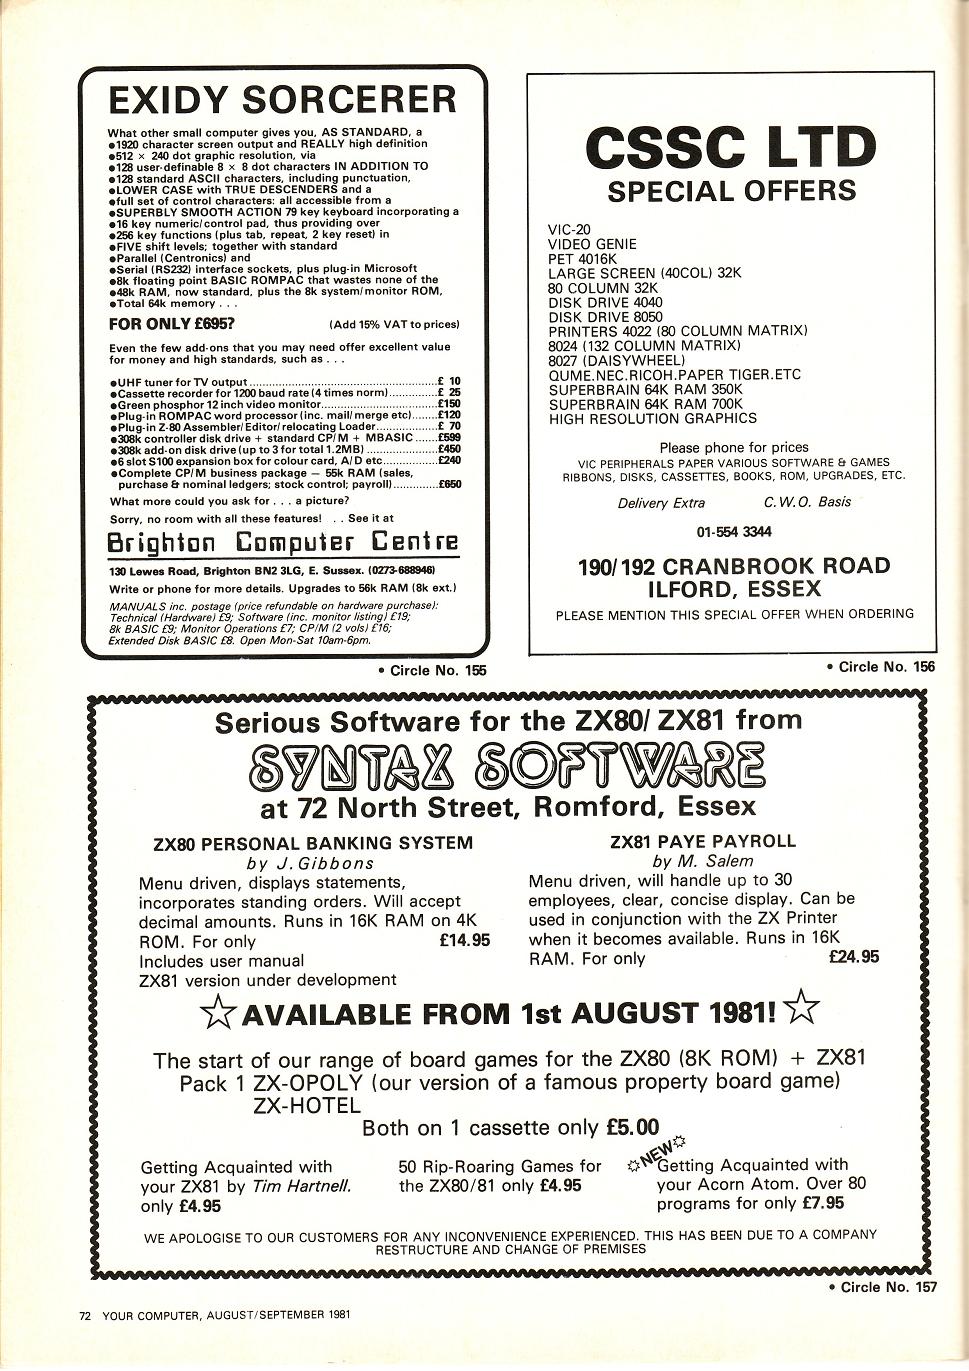 EXIDY SORCERER
What other small computer gives you, AS STANDARD, a
●1920 character screen output and REALLY high definition
●512 × 240 dot graphic resolution, via
●128 user-definable 8 × 8 dot characters IN ADDITION TO
●128 standard ASCII characters, including punctuation,
●LOWER CASE with TRUE DESCENDERS and a
●full set of control characters: all accessible from a
●SUPERBLY SMOOTH ACTION 79 key keyboard incorporating a
●16 key numeric/control pad, thus providing over
●256 key functions (plus tab, repeat, 2 key reset) in
●FIVE shift levels; together with standard
●Parallel (Centronics) and
●Serial (RS232) interface sockets, plus plug-in Microsoft
●8k floating point BASIC ROMPAC that wastes none of the
●48k RAM, now standard, plus the 8k system/monitor ROM,
●Total 64k memory . . .
FOR ONLY £695? (Add 15% VAT to prices)
Even the few add-ons that you may need offer excellent value
for money and high standards, such as . . .
●UHF tuner for TV output ........ £ 10
●Cassette recorder for 1200 baud rate (4 times norm) ........ £ 25
●Green phosphor 12 inch video monitor ........ £150
●Plug-in ROMPAC word processor (inc. mail/merge etc) ........ £120
●Plug-in Z-80 Assembler/Editor/relocating Loader ........ £ 70
●308k controller disk drive + standard CP/M + MBASIC ........ £599
●308k add-on disk drive (up to 3 for total 1.2MB) ........ £450
●6 slot S100 expansion box for colour card, A/D etc ........ £240
●Complete CP/M business package – 55k RAM (sales,
purchase & nominal ledgers; stock control; payroll) ........ £650
What more could you ask for . . . a picture?
Sorry, no room with all these features! . . See it at
Brighton Computer Centre
130 Lewes Road, Brighton BN2 3LG, E. Sussex. (0273-688946)
Write or phone for more details. Upgrades to 56k RAM (8k ext.)
MANUALS inc. postage (price refundable on hardware purchase):
Technical (Hardware) £9; Software (inc. monitor listing) £19;
8k BASIC £9; Monitor Operations £7; CP/M (2 vols) £16;
Extended Disk BASIC £8. Open Mon-Sat 10am-6pm.
• Circle No. 155
CSSC LTD
SPECIAL OFFERS
VIC-20
VIDEO GENIE
PET 4016K
LARGE SCREEN (40COL) 32K
80 COLUMN 32K
DISK DRIVE 4040
DISK DRIVE 8050
PRINTERS 4022 (80 COLUMN MATRIX)
8024 (132 COLUMN MATRIX)
8027 (DAISYWHEEL)
QUME.NEC.RICOH.PAPER TIGER.ETC
SUPERBRAIN 64K RAM 350K
SUPERBRAIN 64K RAM 700K
HIGH RESOLUTION GRAPHICS
Please phone for prices
VIC PERIPHERALS PAPER VARIOUS SOFTWARE & GAMES
RIBBONS, DISKS, CASSETTES, BOOKS, ROM, UPGRADES, ETC.
Delivery Extra C.W.O. Basis
01-554 3344
190/192 CRANBROOK ROAD
ILFORD, ESSEX
PLEASE MENTION THIS SPECIAL OFFER WHEN ORDERING
• Circle No. 156
Serious Software for the ZX80/ZX81 from
SYNTAX SOFTWARE
at 72 North Street, Romford, Essex
ZX80 PERSONAL BANKING SYSTEM
by J. Gibbons
Menu driven, displays statements,
incorporates standing orders. Will accept
decimal amounts. Runs in 16K RAM on 4K
ROM. For only £14.95
Includes user manual
ZX81 version under development
ZX81 PAYE PAYROLL
by M. Salem
Menu driven, will handle up to 30
employees, clear, concise display. Can be
used in conjunction with the ZX Printer
when it becomes available. Runs in 16K
RAM. For only £24.95
☆ AVAILABLE FROM 1st AUGUST 1981! ☆
The start of our range of board games for the ZX80 (8K ROM) + ZX81
Pack 1 ZX-OPOLY (our version of a famous property board game)
ZX-HOTEL
Both on 1 cassette only £5.00
Getting Acquainted with
your ZX81 by Tim Hartnell.
only £4.95
50 Rip-Roaring Games for
the ZX80/81 only £4.95
NEW
Getting Acquainted with
your Acorn Atom. Over 80
programs for only £7.95
WE APOLOGISE TO OUR CUSTOMERS FOR ANY INCONVENIENCE EXPERIENCED. THIS HAS BEEN DUE TO A COMPANY
RESTRUCTURE AND CHANGE OF PREMISES
• Circle No. 157
72 YOUR COMPUTER, AUGUST/SEPTEMBER 1981